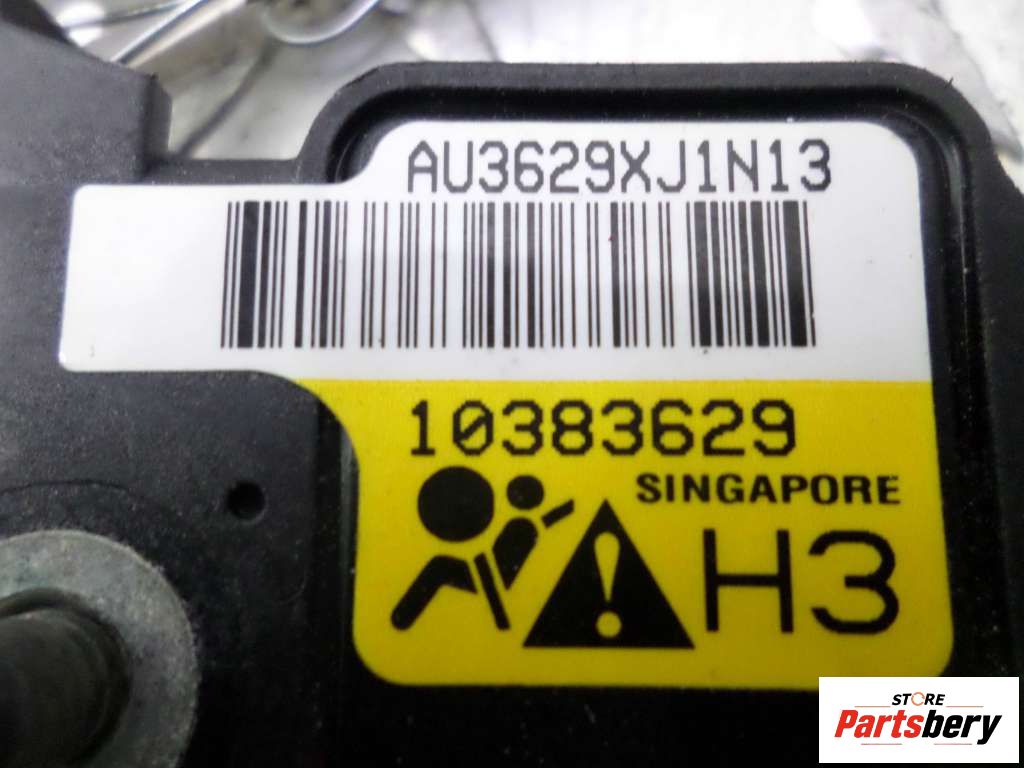 AU3629XJ1N13
10383629
SINGAPORE
H3
STORE
Partsbery